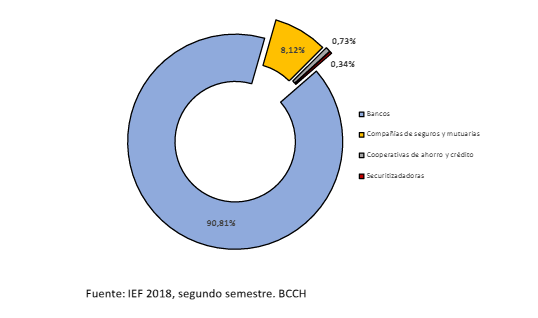 0,73%
8,12%
0,34%
Bancos
Compañías de seguros y mutuarias
Cooperativas de ahorro y crédito
Securitizadadoras
90,81%
Fuente: IEF 2018, segundo semestre. BCCH